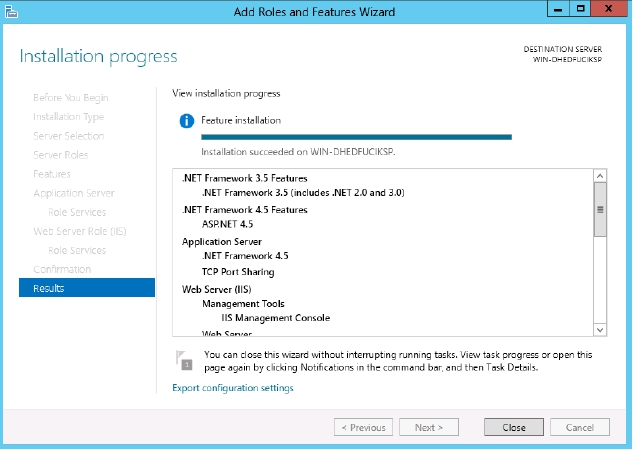 Add Roles and Features Wizard
Installation progress
DESTINATION SERVER
WIN-DHEDFUCIKSP
Before You Begin
Installation Type
Server Selection
Server Roles
Features
Application Server
Role Services
Web Server Role (IIS)
Role Services
Confirmation
Results
View installation progress
Feature installation
Installation succeeded on WIN-DHEDFUCIKSP.
.NET Framework 3.5 Features
.NET Framework 3.5 (includes .NET 2.0 and 3.0)
.NET Framework 4.5 Features
ASP.NET 4.5
Application Server
.NET Framework 4.5
TCP Port Sharing
Web Server (IIS)
Management Tools
IIS Management Console
Web Server
1
You can close this wizard without interrupting running tasks. View task progress or open this
page again by clicking Notifications in the command bar, and then Task Details.
Export configuration settings
< Previous
Next >
Close
Cancel